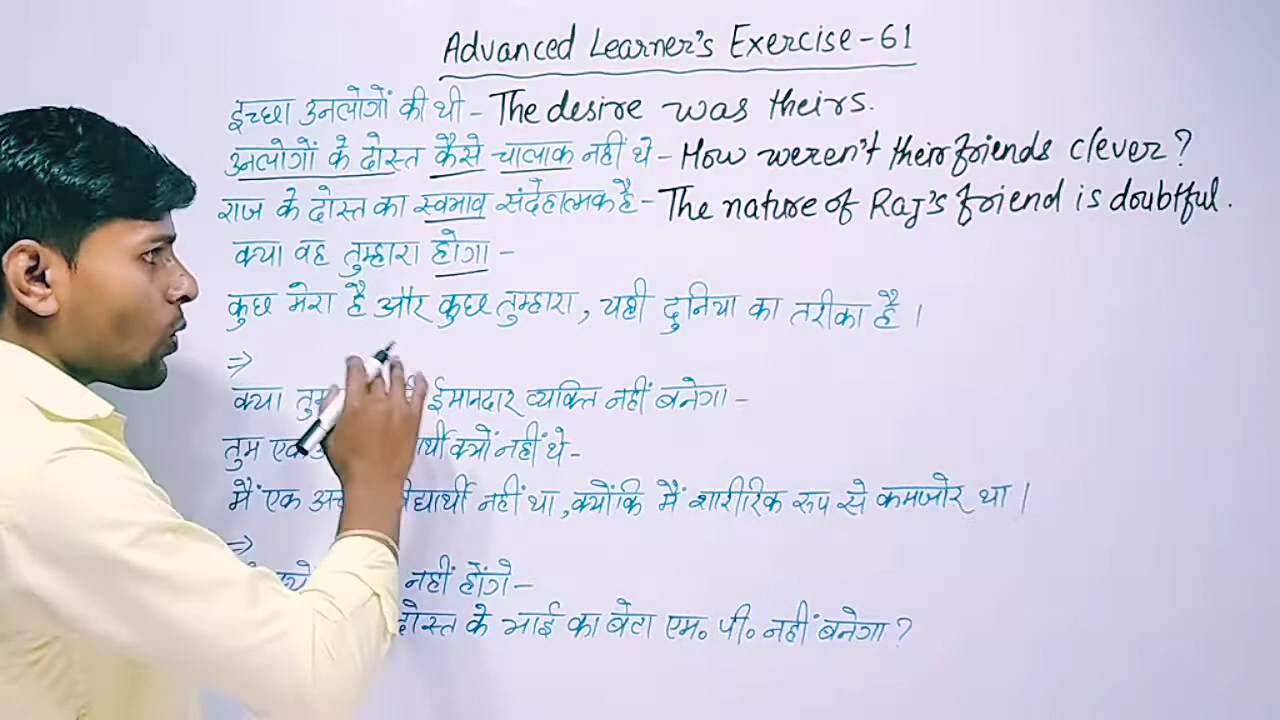 Advanced Learner's Exercise - 61
इच्छा उनलोगों की थी - The desire was theirs.
उनलोगों के दोस्त कैसे चालाक नहीं थे - How weren't their friends clever?
राज के दोस्त का स्वभाव संदेहात्मक है - The nature of Raj's friend is doubtful.
क्या वह तुम्हारा होगा -
कुछ मेरा है और कुछ तुम्हारा, यही दुनिया का तरीका है।
⇒
क्या ईमानदार व्यक्ति नहीं बनेगा -
तुम एक क्यों नहीं थे -
मैं एक नहीं था, क्योंकि मैं शारीरिक रूप से कमजोर था।
⇒
नहीं होंगे -
दोस्त के भाई का बेटा एम॰ पी॰ नहीं बनेगा?